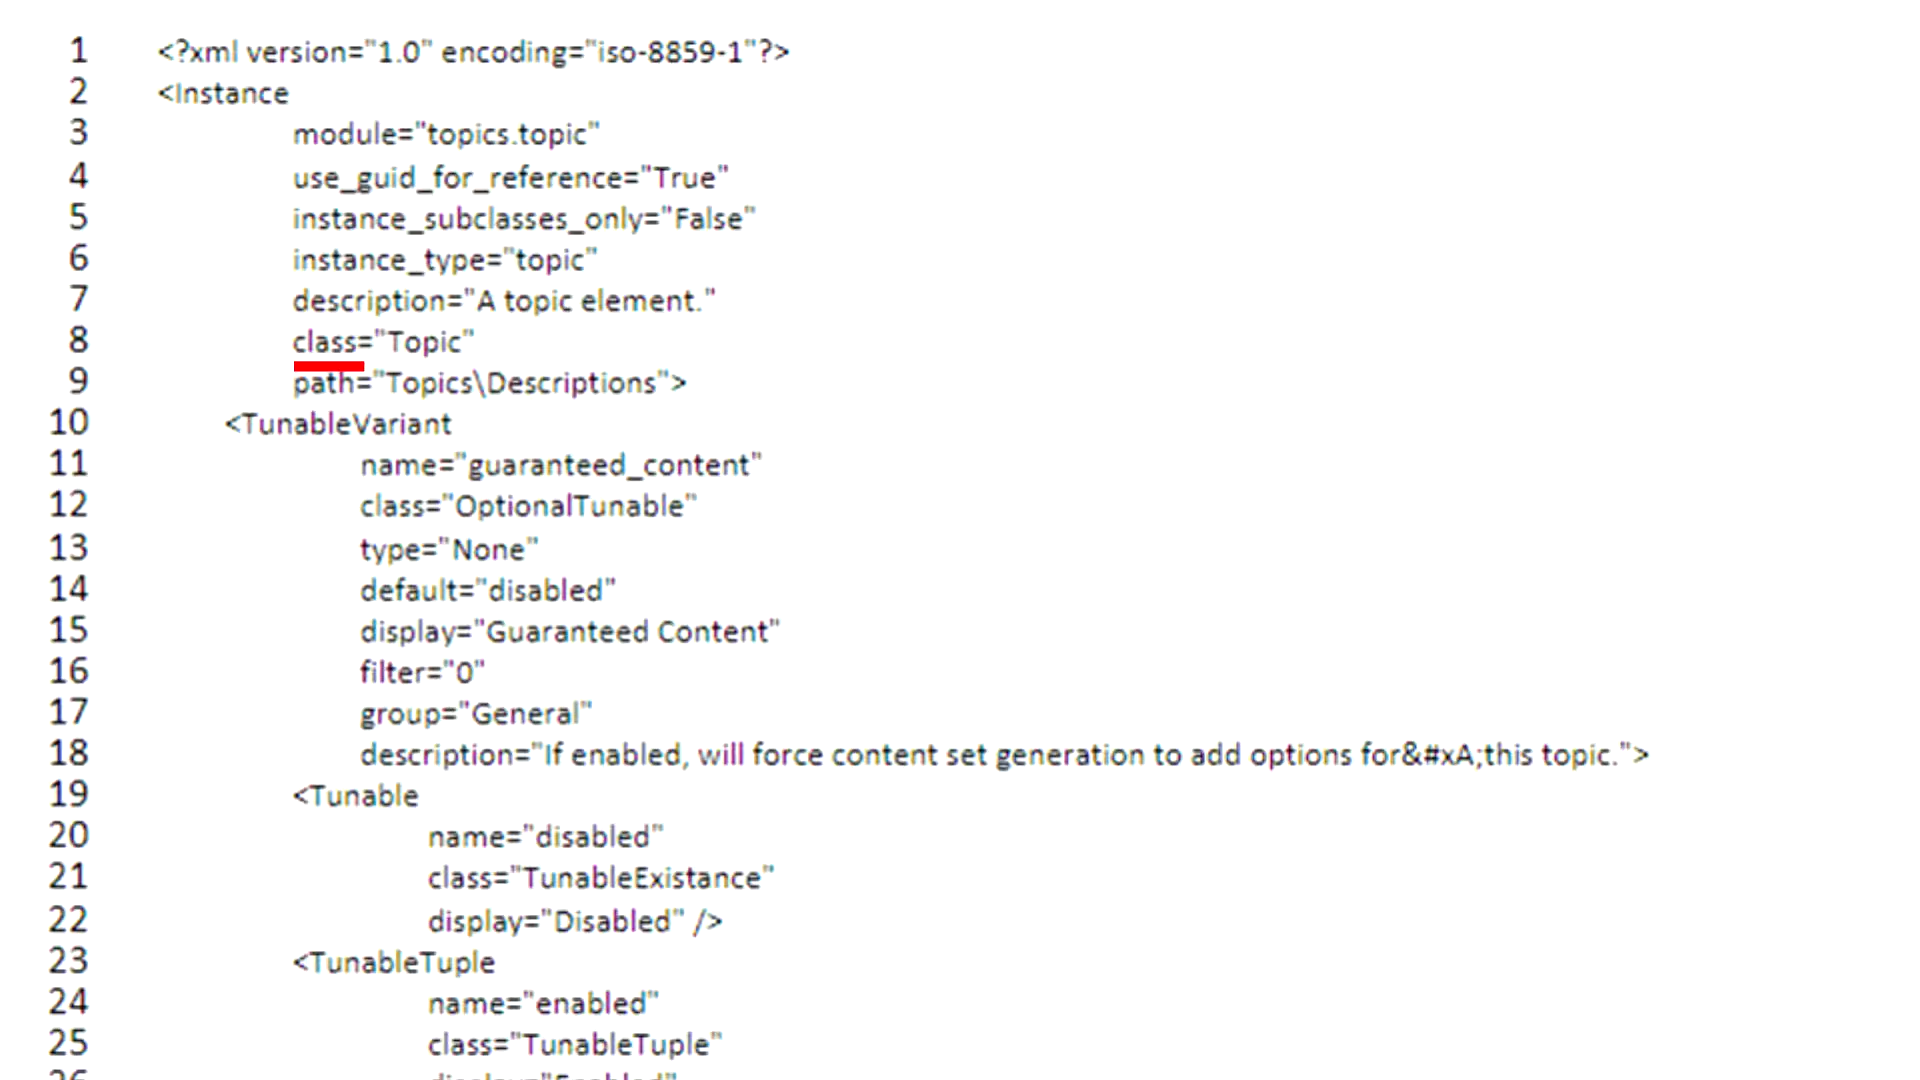 1 <?xml version="1.0" encoding="iso-8859-1"?>
2 <Instance
3 module="topics.topic"
4 use_guid_for_reference="True"
5 instance_subclasses_only="False"
6 instance_type="topic"
7 description="A topic element."
8 class="Topic"
9 path="Topics\Descriptions">
10 <TunableVariant
11 name="guaranteed_content"
12 class="OptionalTunable"
13 type="None"
14 default="disabled"
15 display="Guaranteed Content"
16 filter="0"
17 group="General"
18 description="If enabled, will force content set generation to add options for&#xA;this topic.">
19 <Tunable
20 name="disabled"
21 class="TunableExistance"
22 display="Disabled" />
23 <TunableTuple
24 name="enabled"
25 class="TunableTuple"
26 display="Enabled"